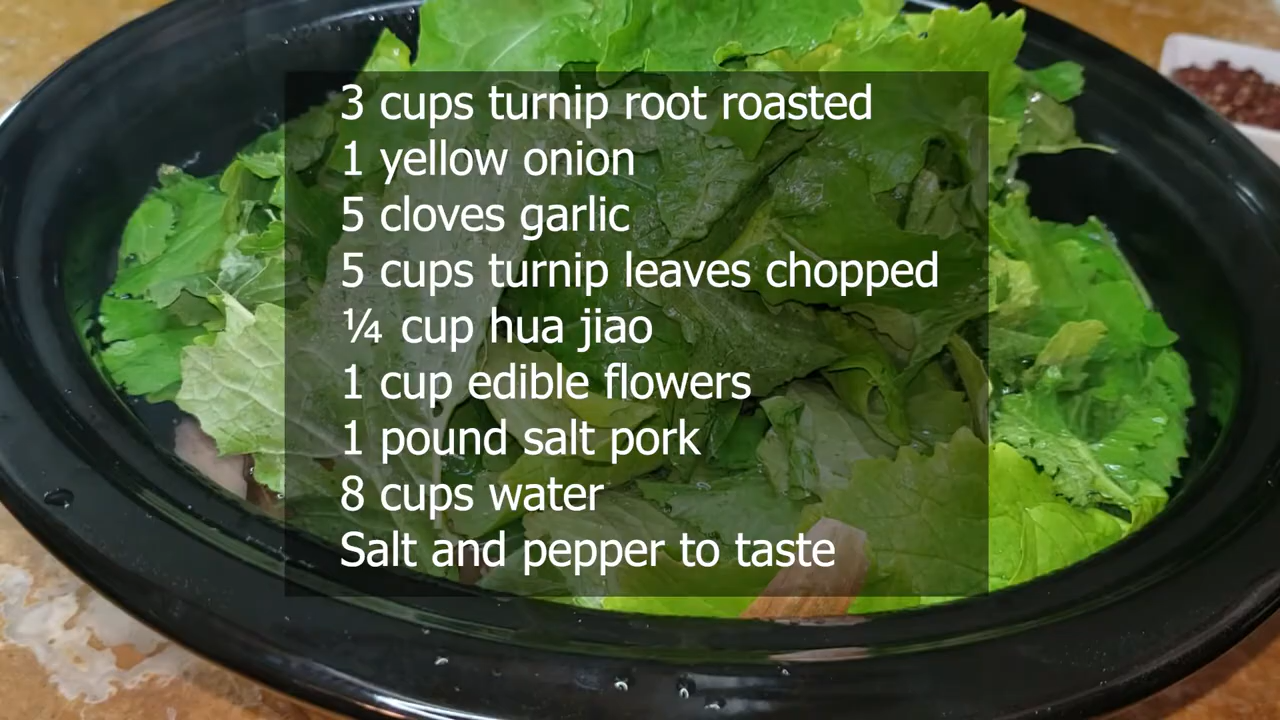 3 cups turnip root roasted
1 yellow onion
5 cloves garlic
5 cups turnip leaves chopped
¼ cup hua jiao
1 cup edible flowers
1 pound salt pork
8 cups water
Salt and pepper to taste